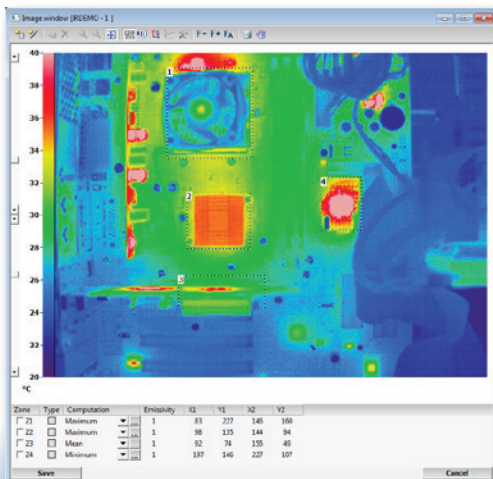 Image window [IRDEMO - 1 ]
F- F+ FA
40
38
36
34
32
30
28
26
24
22
20
°C
1
2
3
4
Zone Type Computation Emissivity X1 Y1 X2 Y2
Z1 Maximum ... 1 83 227 146 160
Z2 Maximum ... 1 98 135 144 94
Z3 Mean ... 1 92 74 155 49
Z4 Minimum ... 1 197 146 227 107
Save Cancel